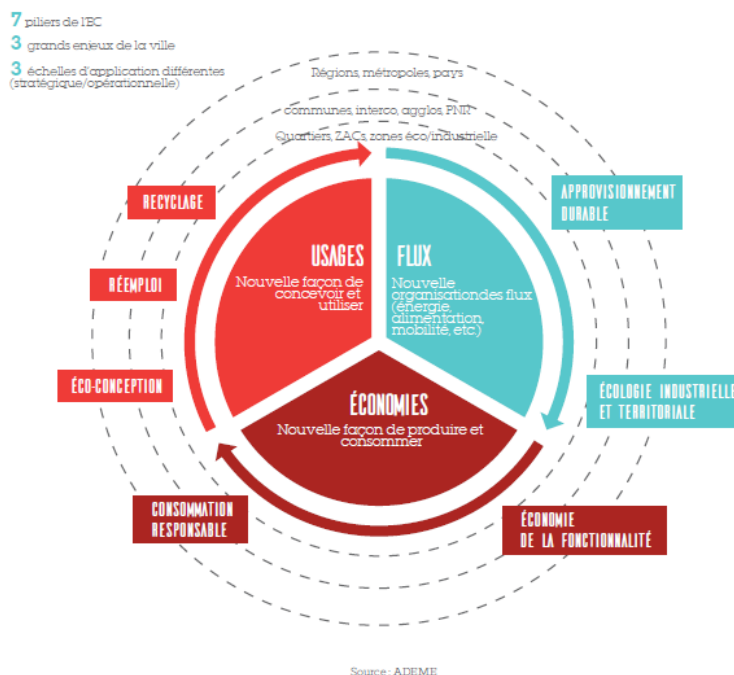 7 piliers de l'EC
3 grands enjeux de la ville
3 échelles d'application différentes
(stratégique/opérationnelle)
Régions, métropoles, pays
communes, interco, agglos, PNR
Quartiers, ZACs, zones éco/industrielle
RECYCLAGE
RÉEMPLOI
ÉCO-CONCEPTION
USAGES
Nouvelle façon de
concevoir et
utiliser
FLUX
Nouvelle
organisationdes flux
(énergie,
alimentation,
mobilité, etc)
APPROVISIONNEMENT
DURABLE
ÉCOLOGIE INDUSTRIELLE
ET TERRITORIALE
ÉCONOMIES
Nouvelle façon de produire et
consommer
CONSOMMATION
RESPONSABLE
ÉCONOMIE
DE LA FONCTIONNALITÉ
Source : ADEME